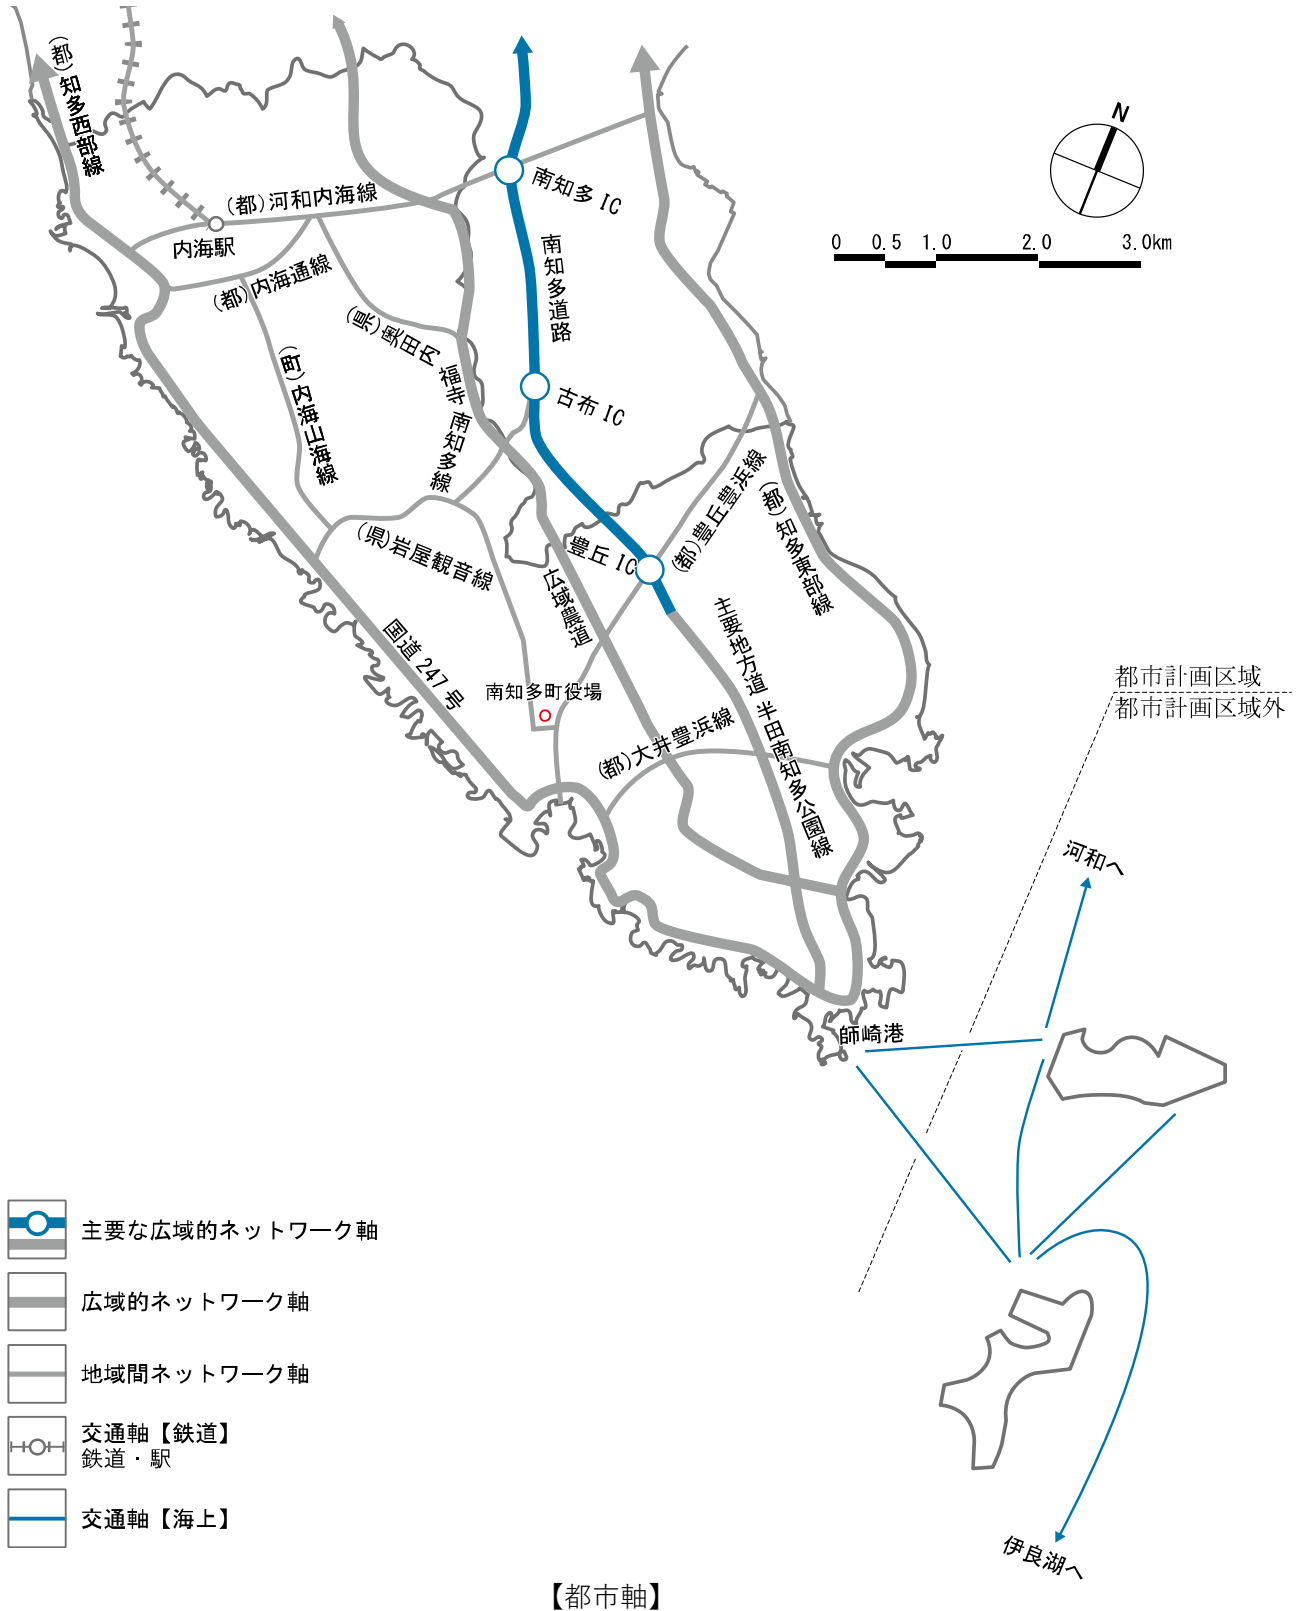 (都)知多西部線
N
0 0.5 1.0 2.0 3.0km
南知多 IC
(都)河和内海線
内海駅
南知多道路
(都)内海通線
(県)奥田内
福寺
南知多線
(町)内海山海線
古布 IC
(都)豊丘豊浜線
(都)知多東部線
(県)岩屋観音線
豊丘 IC
広域農道
国道 247 号
主要地方道 半田南知多公園線
南知多町役場
(都)大井豊浜線
都市計画区域
都市計画区域外
河和へ
師崎港
主要な広域的ネットワーク軸
広域的ネットワーク軸
地域間ネットワーク軸
交通軸【鉄道】
鉄道・駅
交通軸【海上】
伊良湖へ
【都市軸】